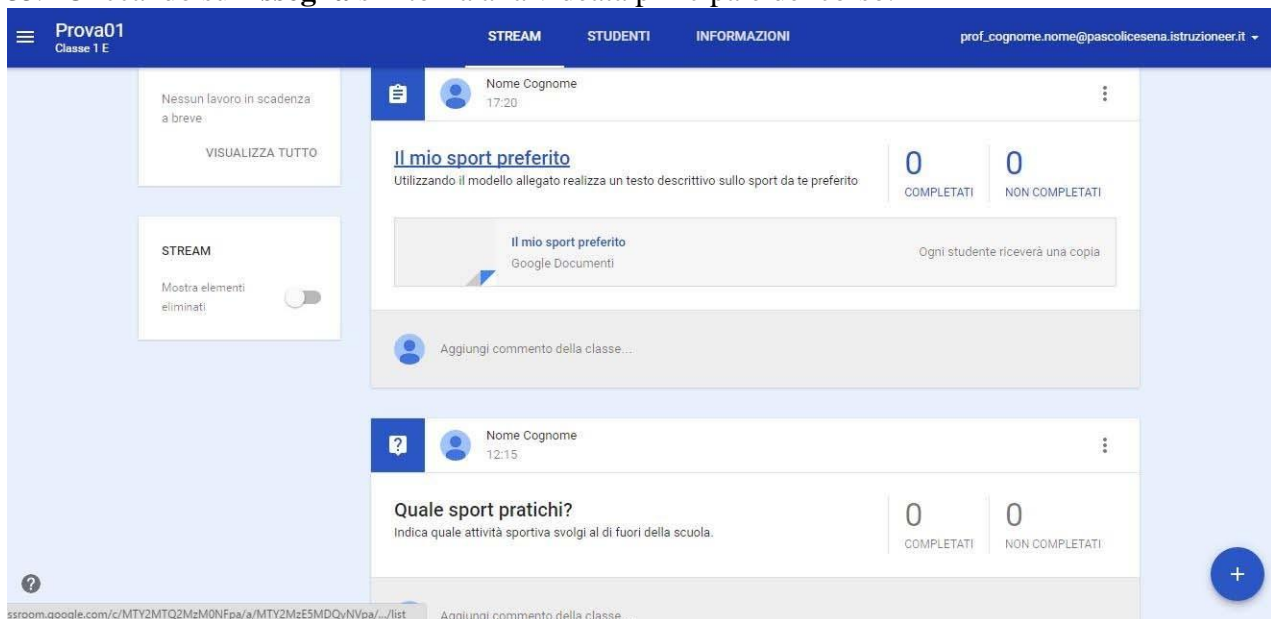 Prova01
Classe 1 E
STREAM STUDENTI INFORMAZIONI
prof_cognome.nome@pascolicesena.istruzioneer.it
Nessun lavoro in scadenza
a breve
VISUALIZZA TUTTO
STREAM
Mostra elementi
eliminati
Nome Cognome
17:20
Il mio sport preferito
Utilizzando il modello allegato realizza un testo descrittivo sullo sport da te preferito
0 0
COMPLETATI NON COMPLETATI
Il mio sport preferito
Google Documenti
Ogni studente riceverà una copia
Aggiungi commento della classe...
Nome Cognome
12:15
Quale sport pratichi?
Indica quale attività sportiva svolgi al di fuori della scuola.
0 0
COMPLETATI NON COMPLETATI
Aggiungi commento della classe